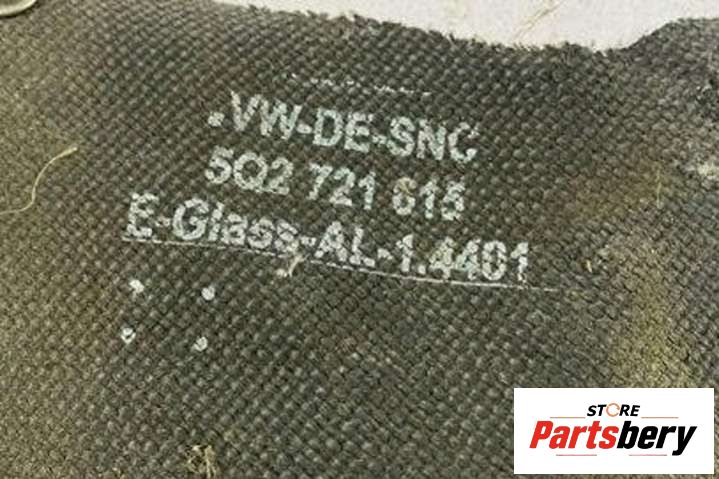 .VW-DE-SNC
5Q2 721 615
E-Glass-AL-1.4401
STORE
Partsbery